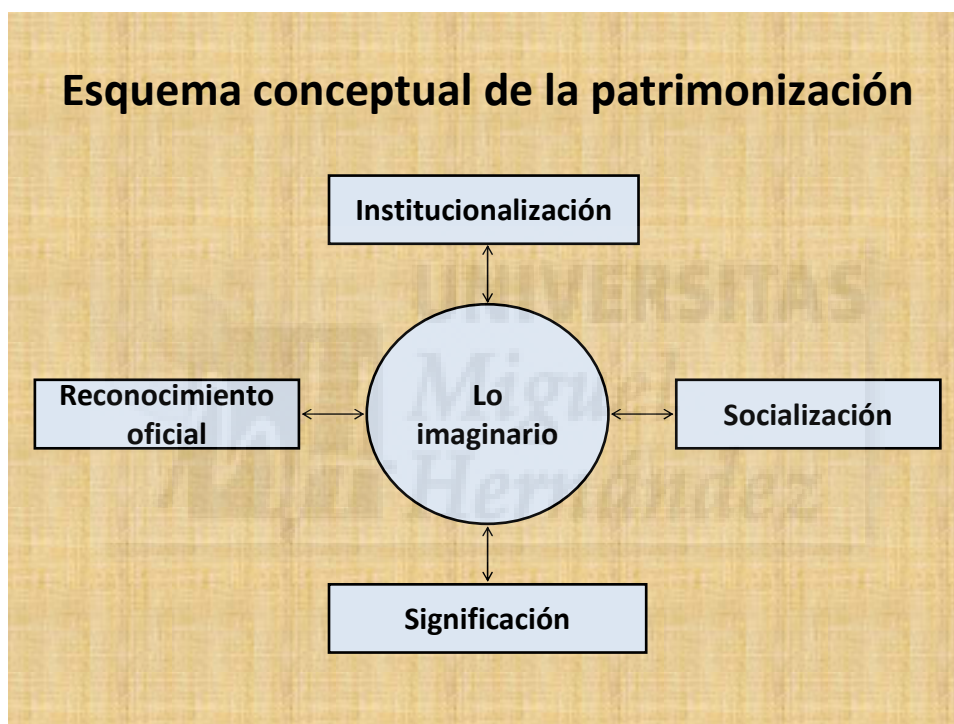 Esquema conceptual de la patrimonización
Institucionalización
UNIVERSITAS
Miguel
Hernández
Reconocimiento
oficial
Lo
imaginario
Socialización
Significación